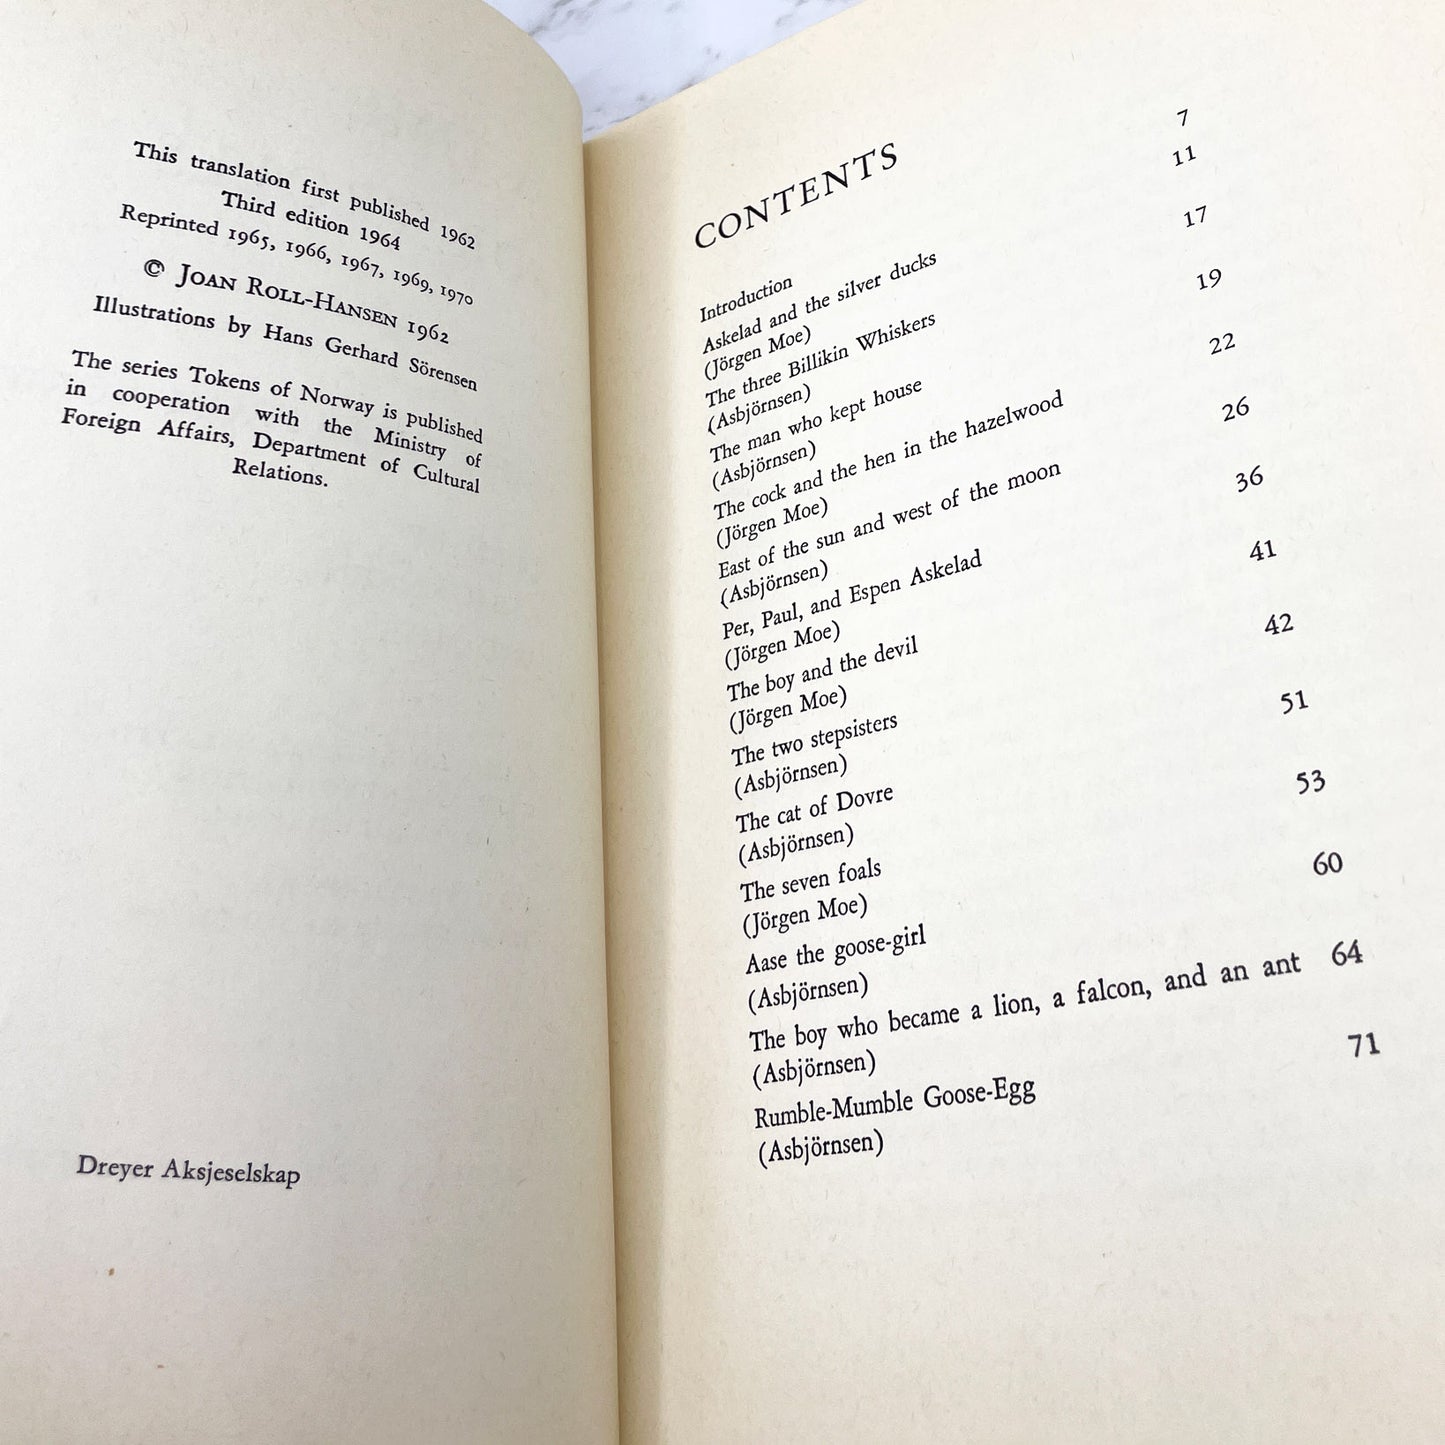 This translation first published 1962
Third edition 1964
Reprinted 1965, 1966, 1967, 1969, 1970
© JOAN ROLL-HANSEN 1962
Illustrations by Hans Gerhard Sörensen
The series Tokens of Norway is published
in cooperation with the Ministry of
Foreign Affairs, Department of Cultural
Relations.
Dreyer Aksjeselskap
CONTENTS
Introduction 7
Askelad and the silver ducks 11
(Jörgen Moe)
The three Billikin Whiskers 17
(Asbjörnsen)
The man who kept house 19
(Asbjörnsen)
The cock and the hen in the hazelwood 22
(Jörgen Moe)
East of the sun and west of the moon 26
(Asbjörnsen)
Per, Paul, and Espen Askelad 36
(Jörgen Moe)
The boy and the devil 41
(Jörgen Moe)
The two stepsisters 42
(Asbjörnsen)
The cat of Dovre 51
(Asbjörnsen)
The seven foals 53
(Jörgen Moe)
Aase the goose-girl 60
(Asbjörnsen)
The boy who became a lion, a falcon, and an ant 64
(Asbjörnsen)
Rumble-Mumble Goose-Egg 71
(Asbjörnsen)